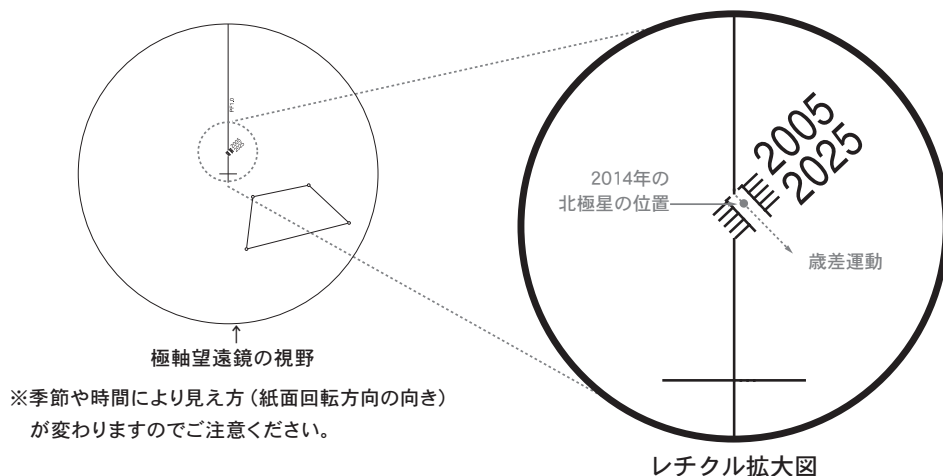 2005
2025
2014年の
北極星の位置
歳差運動
極軸望遠鏡の視野
※季節や時間により見え方(紙面回転方向の向き)
が変わりますのでご注意ください。
レチクル拡大図